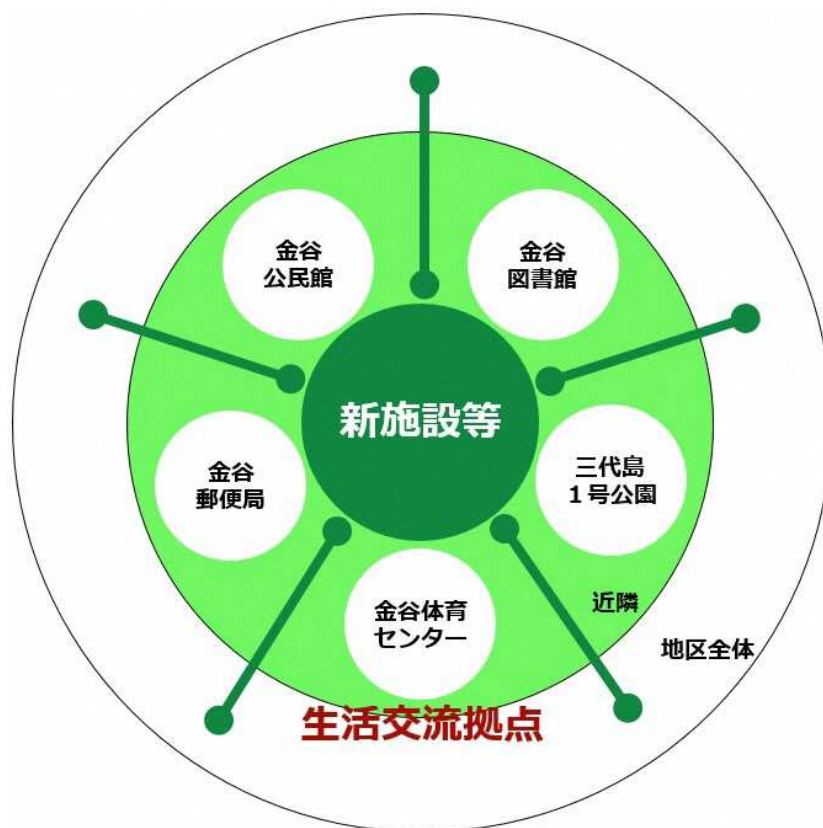 金谷
公民館
金谷
図書館
新施設等
金谷
郵便局
三代島
１号公園
金谷体育
センター
近隣
地区全体
生活交流拠点